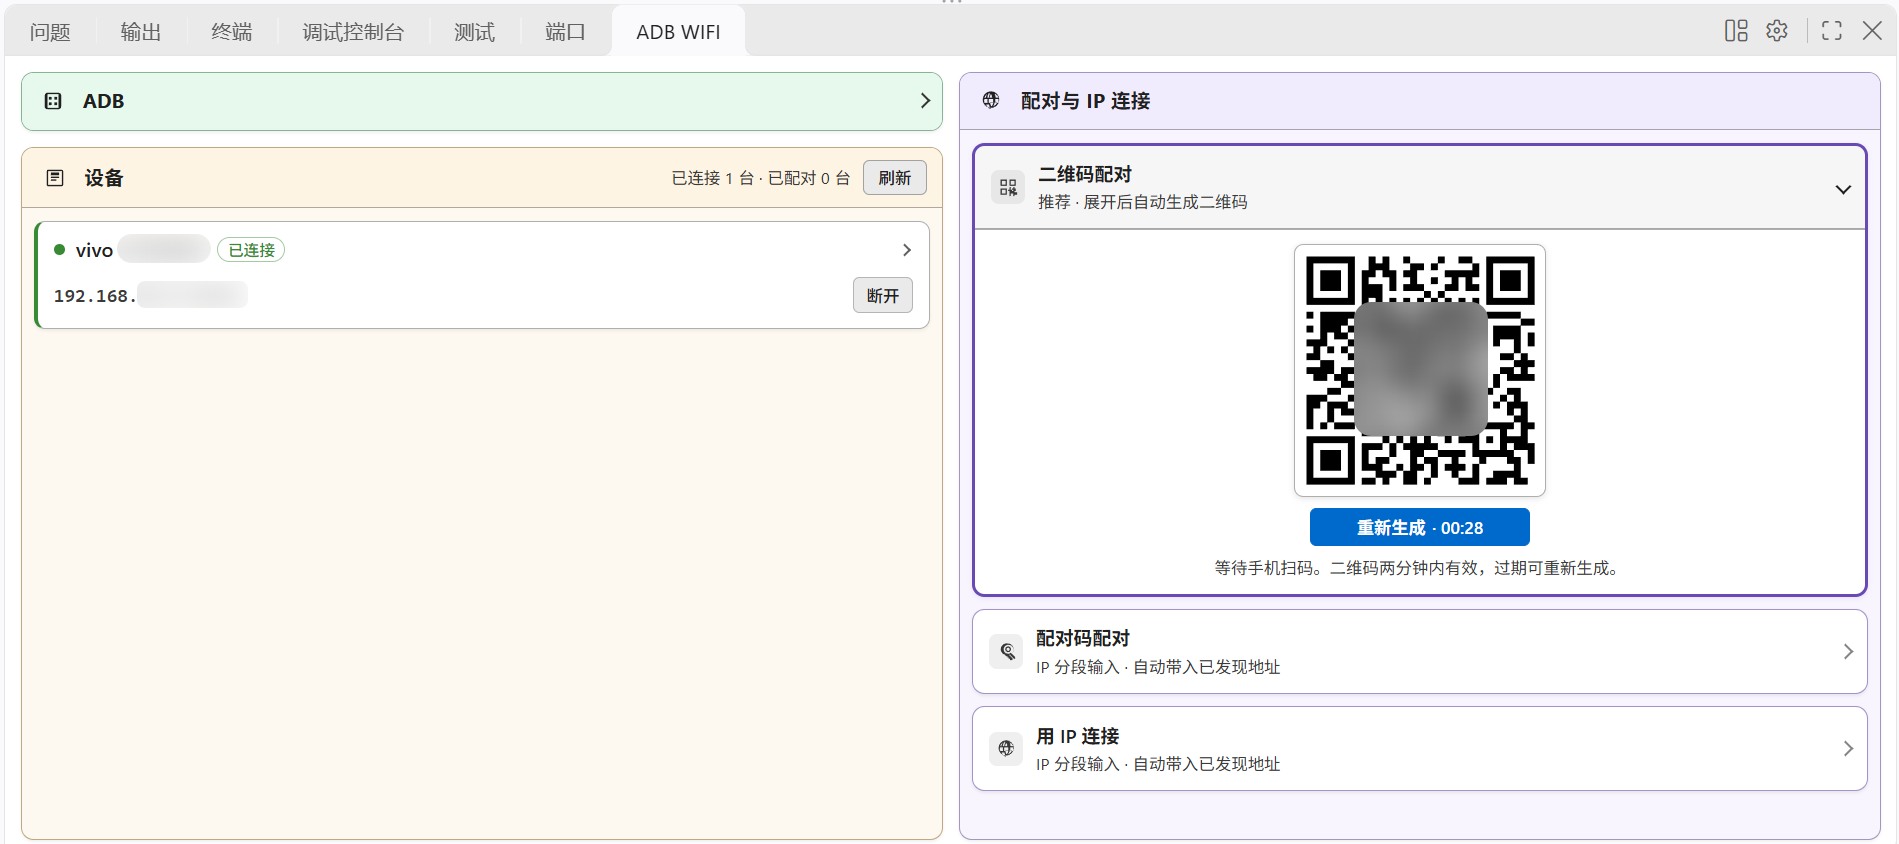 问题 输出 终端 调试控制台 测试 端口 ADB WIFI
ADB
设备 已连接 1 台 · 已配对 0 台 刷新
vivo 已连接
192.168. 断开
配对与 IP 连接
二维码配对
推荐 · 展开后自动生成二维码
重新生成 · 00:28
等待手机扫码。二维码两分钟内有效，过期可重新生成。
配对码配对
IP 分段输入 · 自动带入已发现地址
用 IP 连接
IP 分段输入 · 自动带入已发现地址